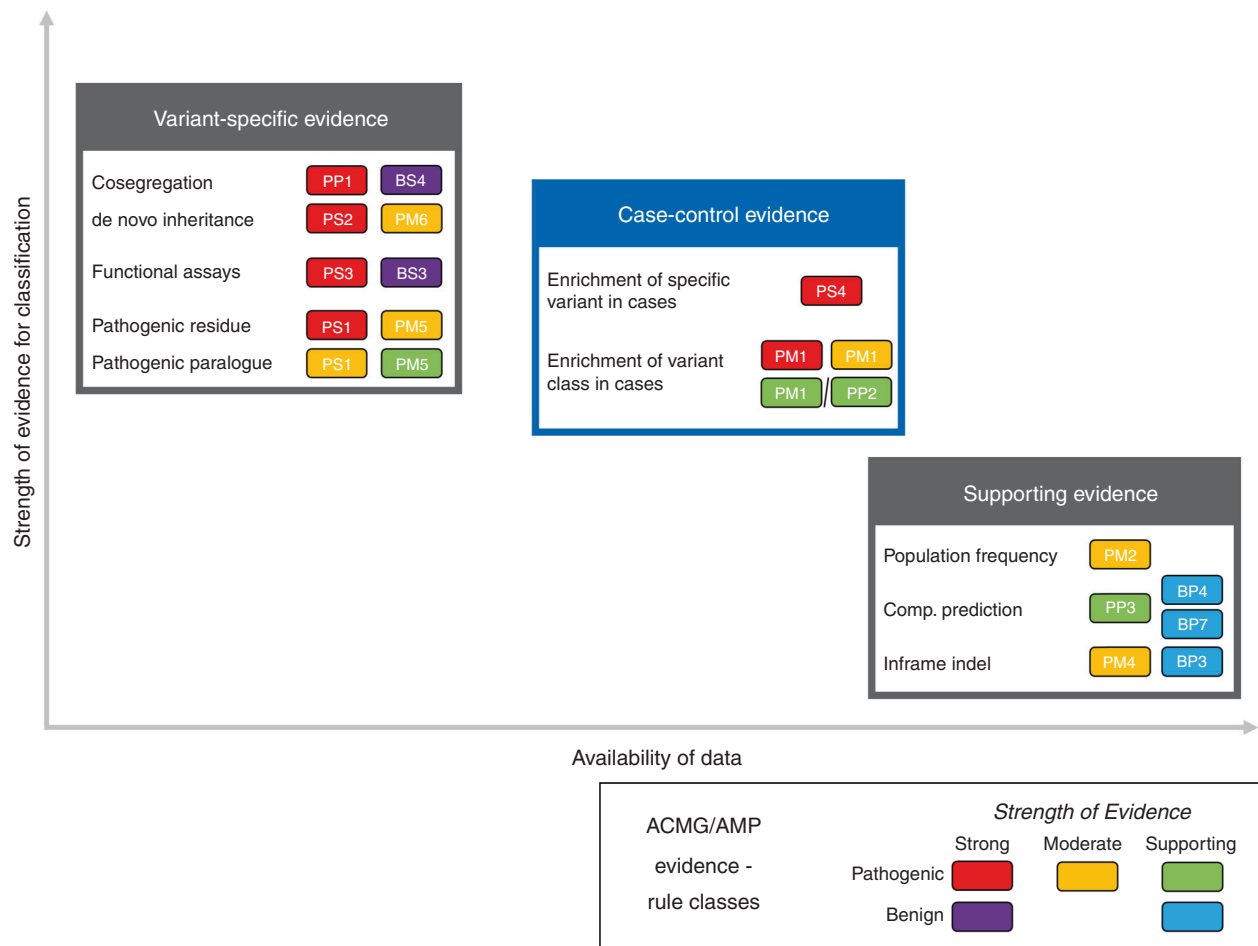 Strength of evidence for classification
Variant-specific evidence
Cosegregation PP1 BS4
de novo inheritance PS2 PM6
Functional assays PS3 BS3
Pathogenic residue PS1 PM5
Pathogenic paralogue PS1 PM5
Case-control evidence
Enrichment of specific
variant in cases
PS4
Enrichment of variant
class in cases
PM1 PM1
PM1 / PP2
Supporting evidence
Population frequency PM2
Comp. prediction PP3 BP4
BP7
Inframe indel PM4 BP3
Availability of data
ACMG/AMP
evidence -
rule classes
Strength of Evidence
Strong Moderate Supporting
Pathogenic
Benign